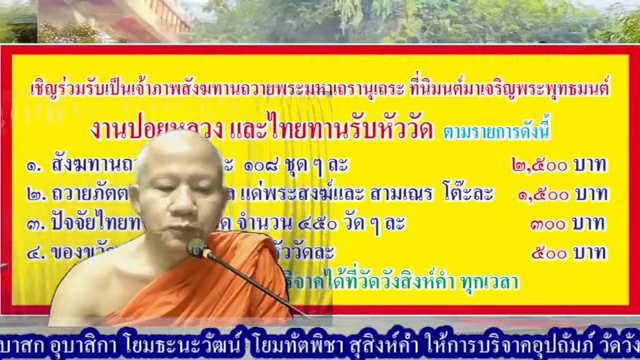 เชิญร่วมรับเป็นเจ้าภาพสังฆทานถวายพระมหาเถรานุเถระ ที่นิมนต์มาเจริญพระพุทธมนต์
งานปอยหลวง และไทยทานรับหัววัด ตามรายการดังนี้
๑. สังฆทาน ๑๐๘ ชุด ๆ ละ ๒,๕๐๐ บาท
๒. ถวายภัต แด่พระสงฆ์และ สามเณร โต๊ะละ ๑,๕๐๐ บาท
๓. ปัจจัยไทย จำนวน ๔๕๐ วัด ๆ ละ ๓๐๐ บาท
๔. ของขวัญ วัดละ ๕๐๐ บาท
ได้ที่วัดวังสิงห์คำ ทุกเวลา
บาสก อุบาสิกา โยมธะนะวัฒน์ โยมทัตพิชา สุสิงห์คำ ให้การบริจาคอุปถัมภ์ วัดวัง